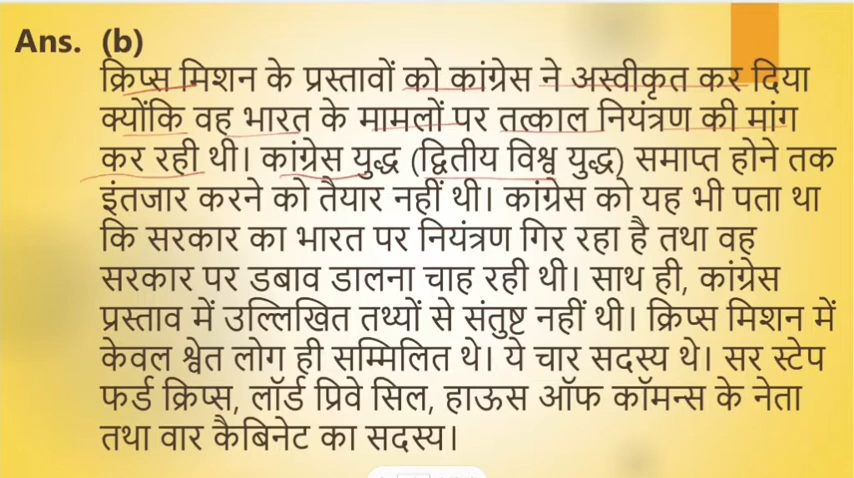 Ans. (b)
क्रिप्स मिशन के प्रस्तावों को कांग्रेस ने अस्वीकृत कर दिया
क्योंकि वह भारत के मामलों पर तत्काल नियंत्रण की मांग
कर रही थी। कांग्रेस युद्ध (द्वितीय विश्व युद्ध) समाप्त होने तक
इंतजार करने को तैयार नहीं थी। कांग्रेस को यह भी पता था
कि सरकार का भारत पर नियंत्रण गिर रहा है तथा वह
सरकार पर डबाव डालना चाह रही थी। साथ ही, कांग्रेस
प्रस्ताव में उल्लिखित तथ्यों से संतुष्ट नहीं थी। क्रिप्स मिशन में
केवल श्वेत लोग ही सम्मिलित थे। ये चार सदस्य थे। सर स्टेप
फर्ड क्रिप्स, लॉर्ड प्रिवे सिल, हाऊस ऑफ कॉमन्स के नेता
तथा वार कैबिनेट का सदस्य।